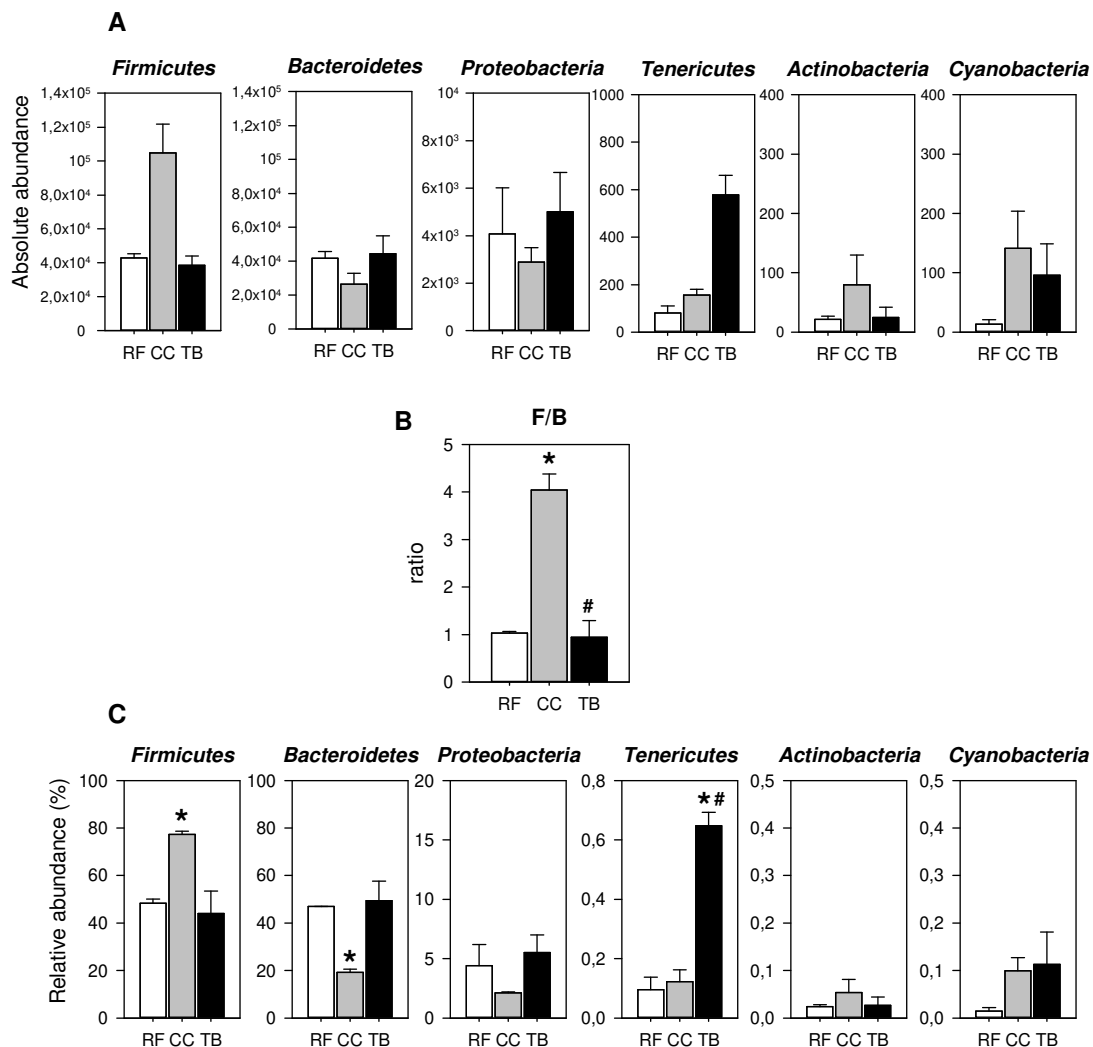 A
Firmicutes Bacteroidetes Proteobacteria Tenericutes Actinobacteria Cyanobacteria
Absolute abundance
1,4x10⁵
1,2x10⁵
10⁵
8,0x10⁴
6,0x10⁴
4,0x10⁴
2,0x10⁴
0
RF CC TB
1,4x10⁵
1,2x10⁵
10⁵
8,0x10⁴
6,0x10⁴
4,0x10⁴
2,0x10⁴
0
RF CC TB
10⁴
8x10³
6x10³
4x10³
2x10³
0
RF CC TB
1000
800
600
400
200
0
RF CC TB
400
300
200
100
0
RF CC TB
400
300
200
100
0
RF CC TB
B
F/B
ratio
5
4
3
2
1
0
*
#
RF CC TB
C
Firmicutes Bacteroidetes Proteobacteria Tenericutes Actinobacteria Cyanobacteria
Relative abundance (%)
100
80
60
40
20
0
*
RF CC TB
100
80
60
40
20
0
*
RF CC TB
20
15
10
5
0
RF CC TB
0,8
0,6
0,4
0,2
0,0
*#
RF CC TB
0,5
0,4
0,3
0,2
0,1
0,0
RF CC TB
0,5
0,4
0,3
0,2
0,1
0,0
RF CC TB